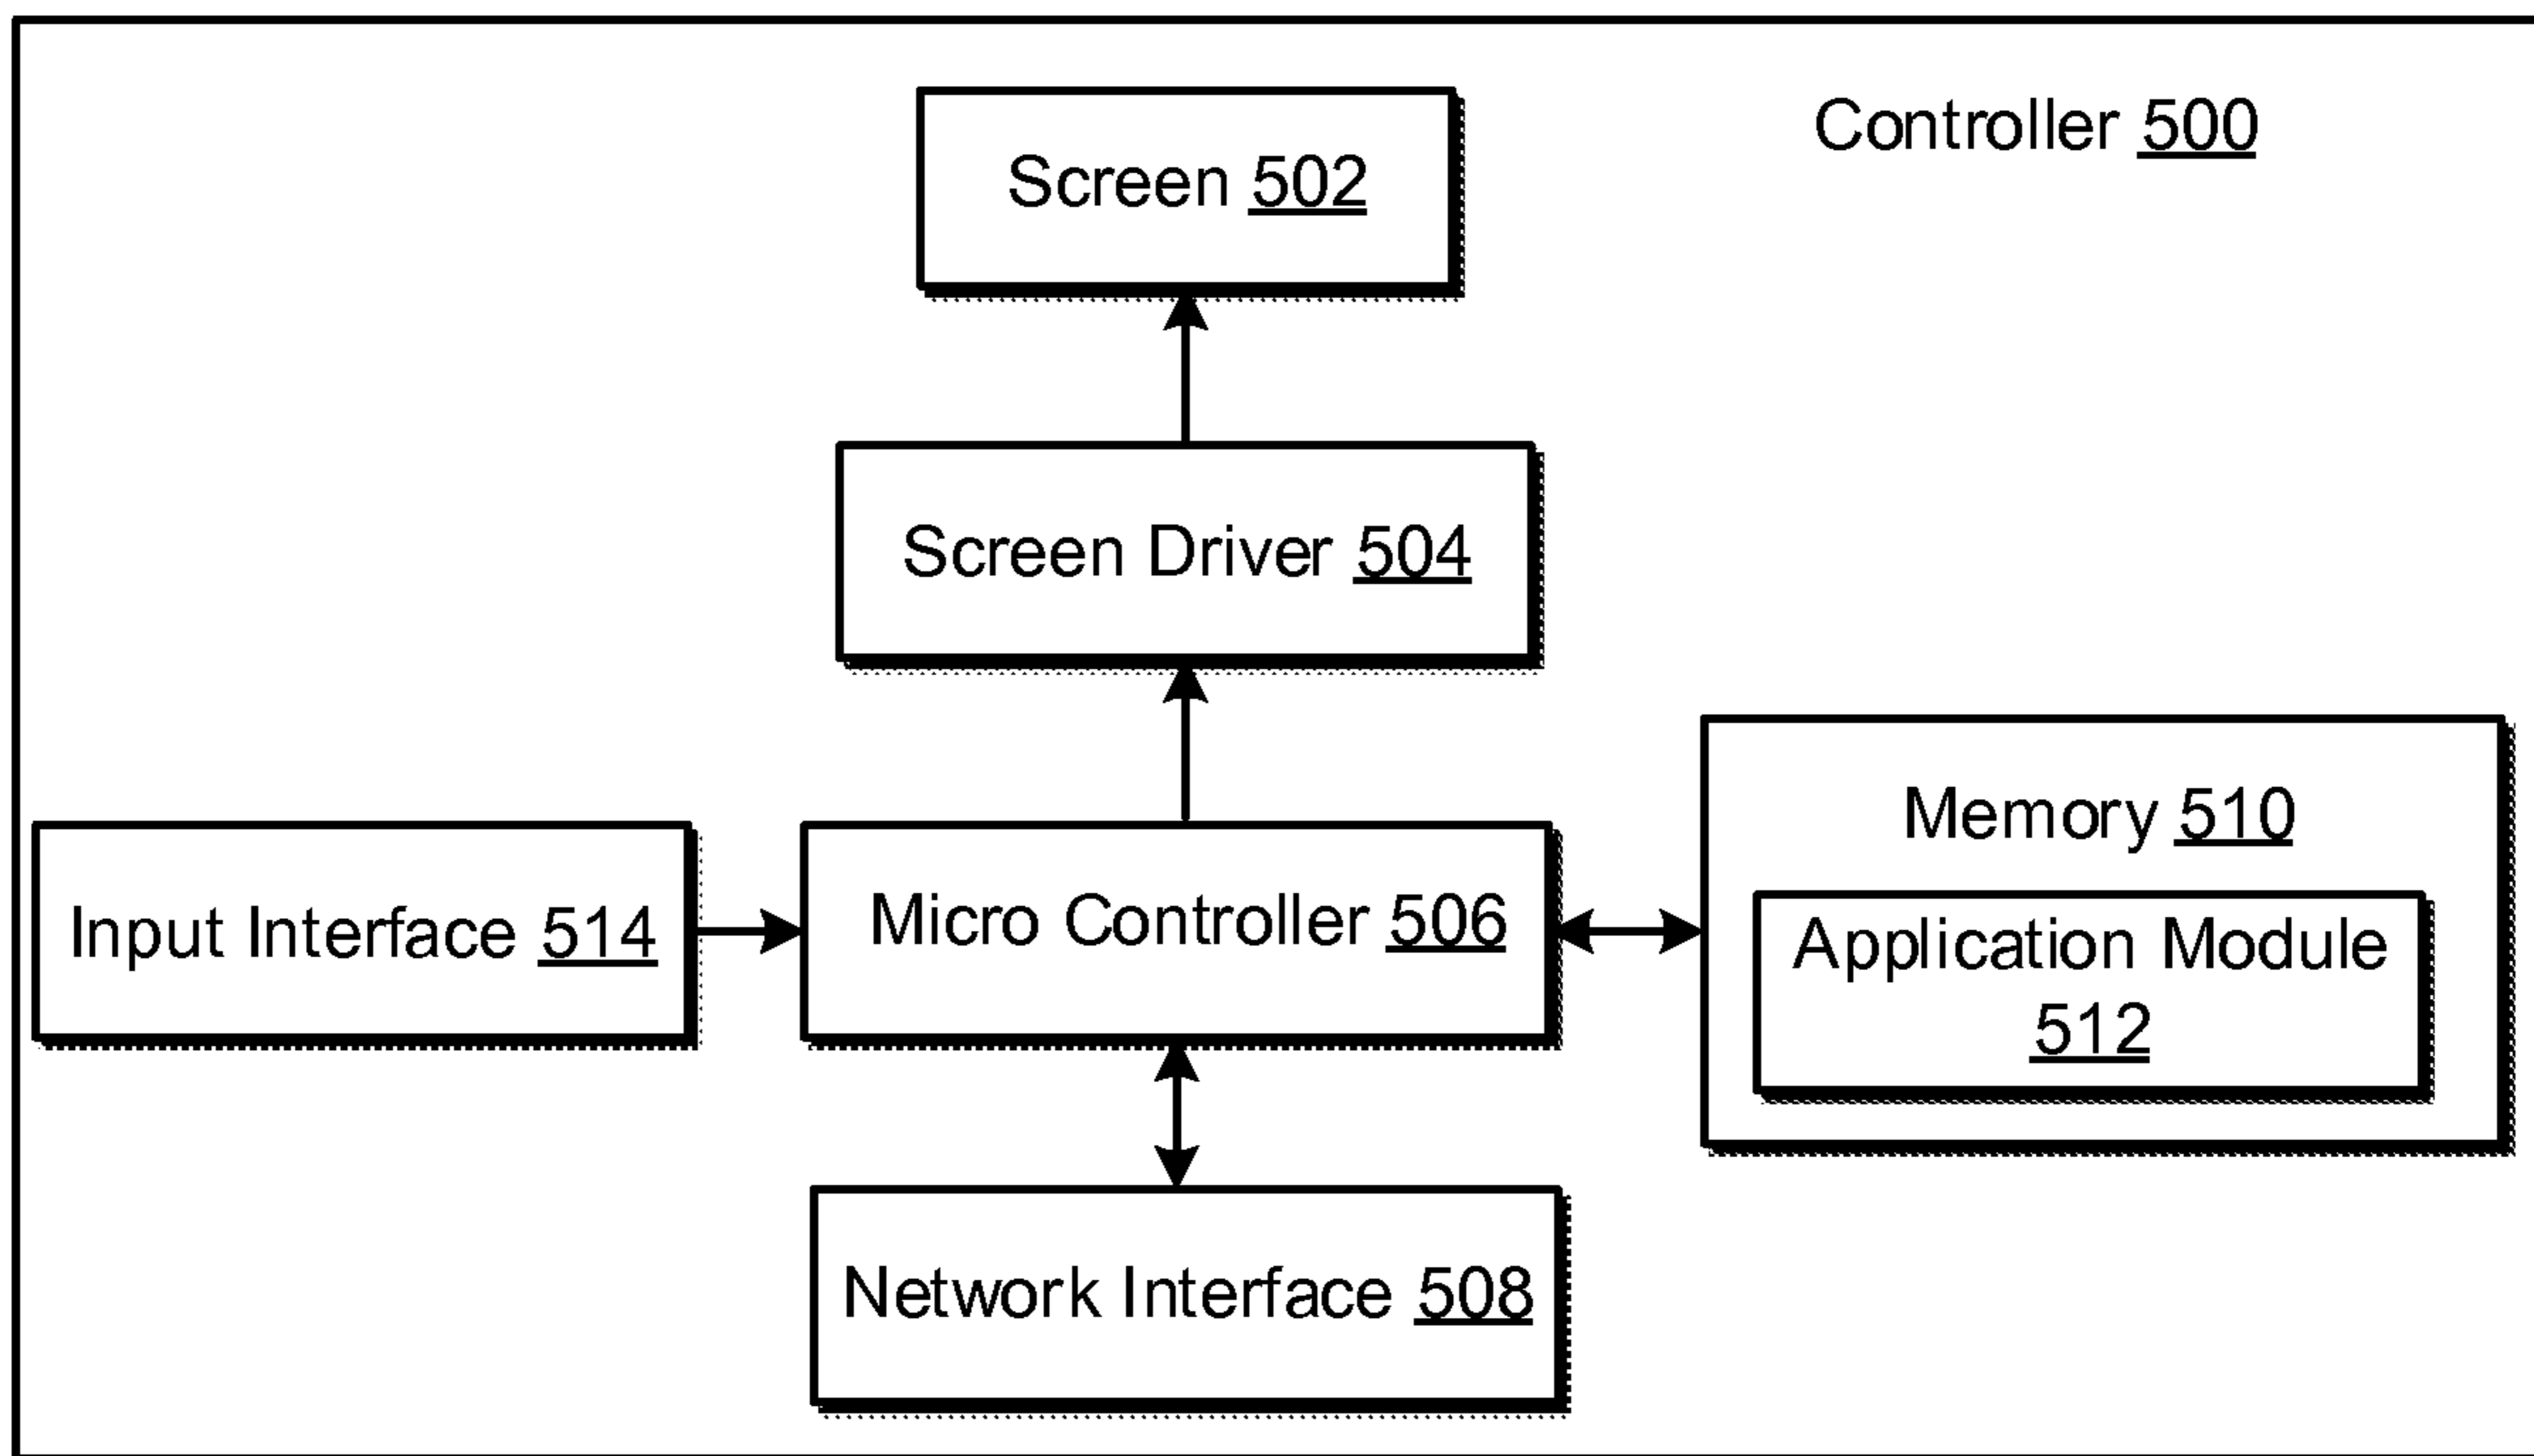 Controller 500
Screen 502
Screen Driver 504
Memory 510
Input Interface 514
Micro Controller 506
Application Module
512
Network Interface 508